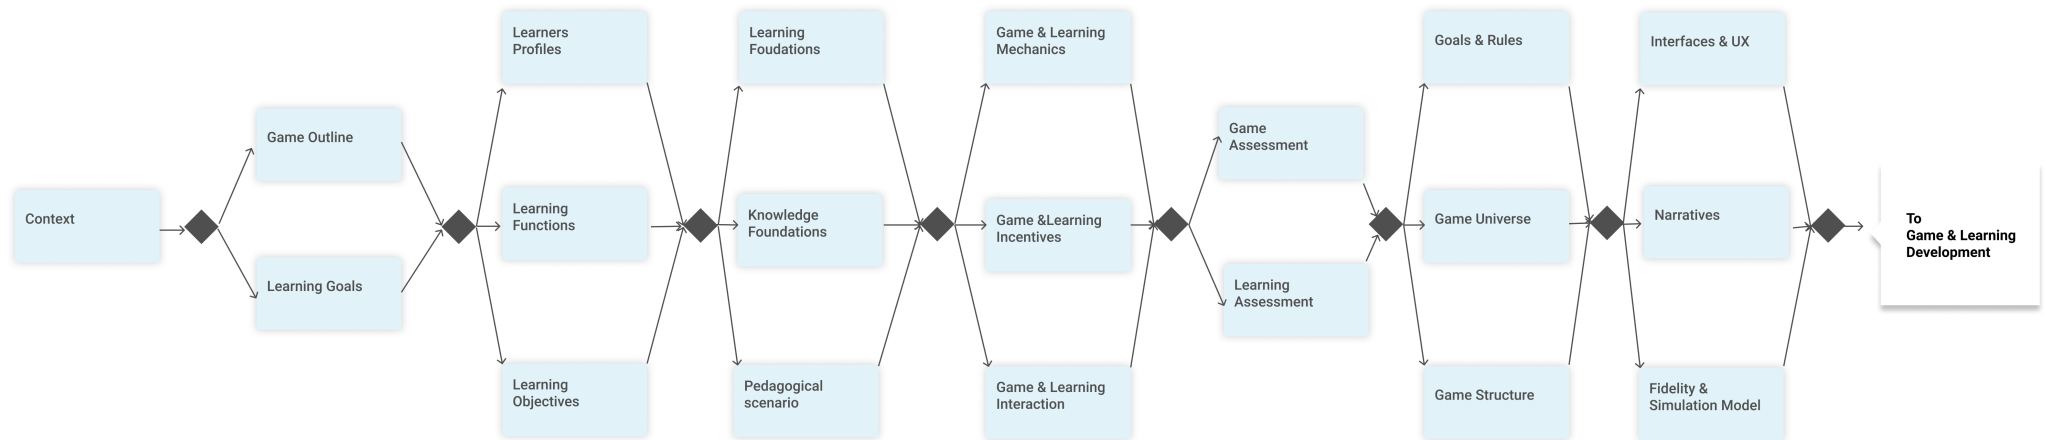 Context
Game Outline
Learning Goals
Learners
Profiles
Learning
Functions
Learning
Objectives
Learning
Foudations
Knowledge
Foundations
Pedagogical
scenario
Game & Learning
Mechanics
Game &Learning
Incentives
Game & Learning
Interaction
Game
Assessment
Learning
Assessment
Goals & Rules
Game Universe
Game Structure
Interfaces & UX
Narratives
Fidelity &
Simulation Model
To
Game & Learning
Development